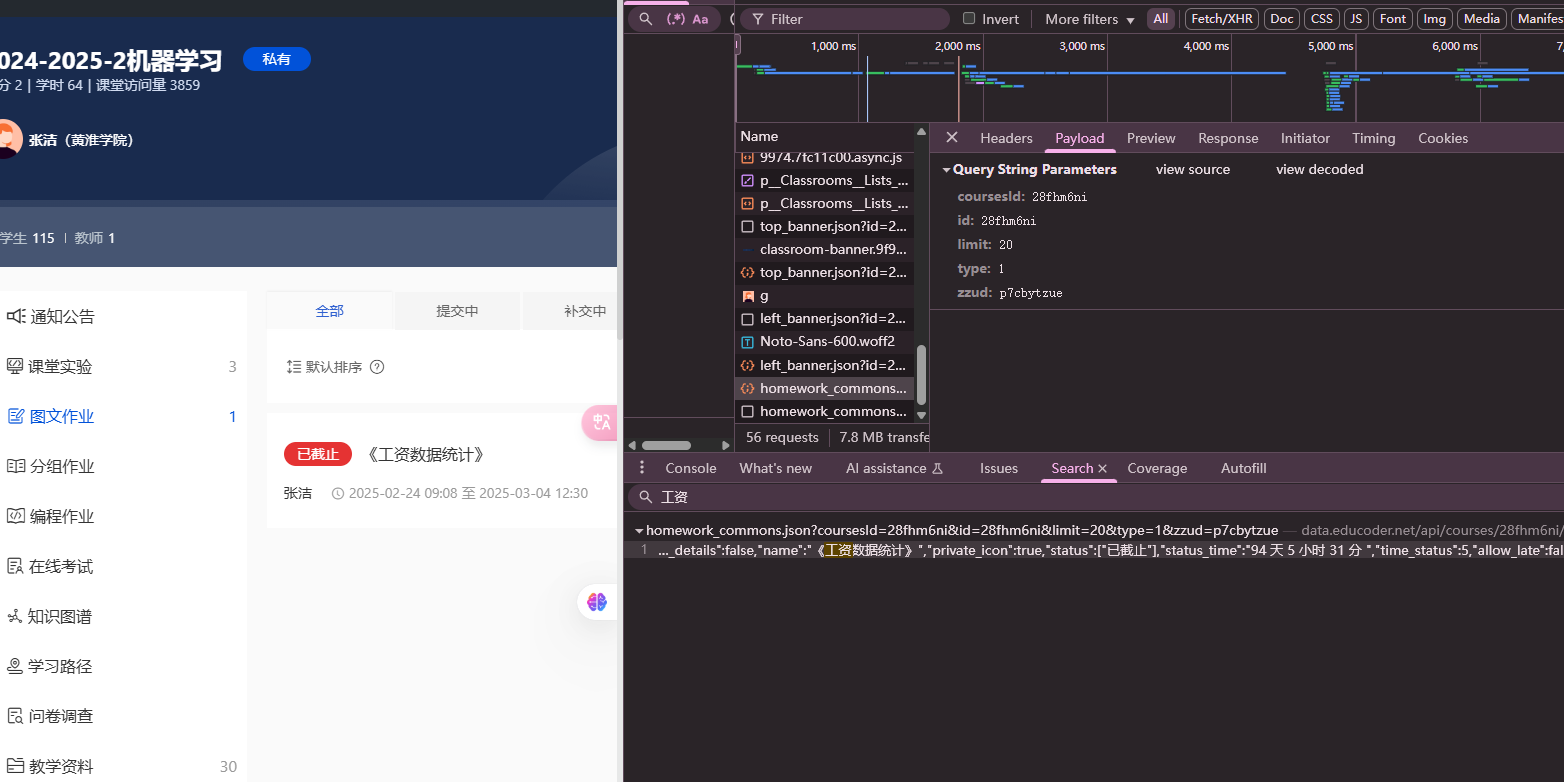 024-2025-2机器学习 私有
分 2 | 学时 64 | 课堂访问量 3859
张洁（黄淮学院）
学生 115 | 教师 1
通知公告
课堂实验 3
图文作业 1
分组作业
编程作业
在线考试
知识图谱
学习路径
问卷调查
教学资料 30
全部 提交中 补交中
默认排序
已截止 《工资数据统计》
张洁 2025-02-24 09:08 至 2025-03-04 12:30
(.*) Aa Filter Invert More filters All Fetch/XHR Doc CSS JS Font Img Media Manifes
1,000 ms 2,000 ms 3,000 ms 4,000 ms 5,000 ms 6,000 ms 7,
Name
9974.7fc11c00.async.js
p__Classrooms__Lists_...
p__Classrooms__Lists_...
top_banner.json?id=2...
classroom-banner.9f9...
top_banner.json?id=2...
g
left_banner.json?id=2...
Noto-Sans-600.woff2
left_banner.json?id=2...
homework_commons...
homework_commons...
56 requests 7.8 MB transfe
Headers Payload Preview Response Initiator Timing Cookies
Query String Parameters view source view decoded
coursesId: 28fhm6ni
id: 28fhm6ni
limit: 20
type: 1
zzud: p7cbytzue
Console What's new AI assistance Issues Search Coverage Autofill
工资
homework_commons.json?coursesId=28fhm6ni&id=28fhm6ni&limit=20&type=1&zzud=p7cbytzue — data.educoder.net/api/courses/28fhm6ni/
1 ..._details":false,"name":"《工资数据统计》","private_icon":true,"status":["已截止"],"status_time":"94 天 5 小时 31 分 ","time_status":5,"allow_late":fal